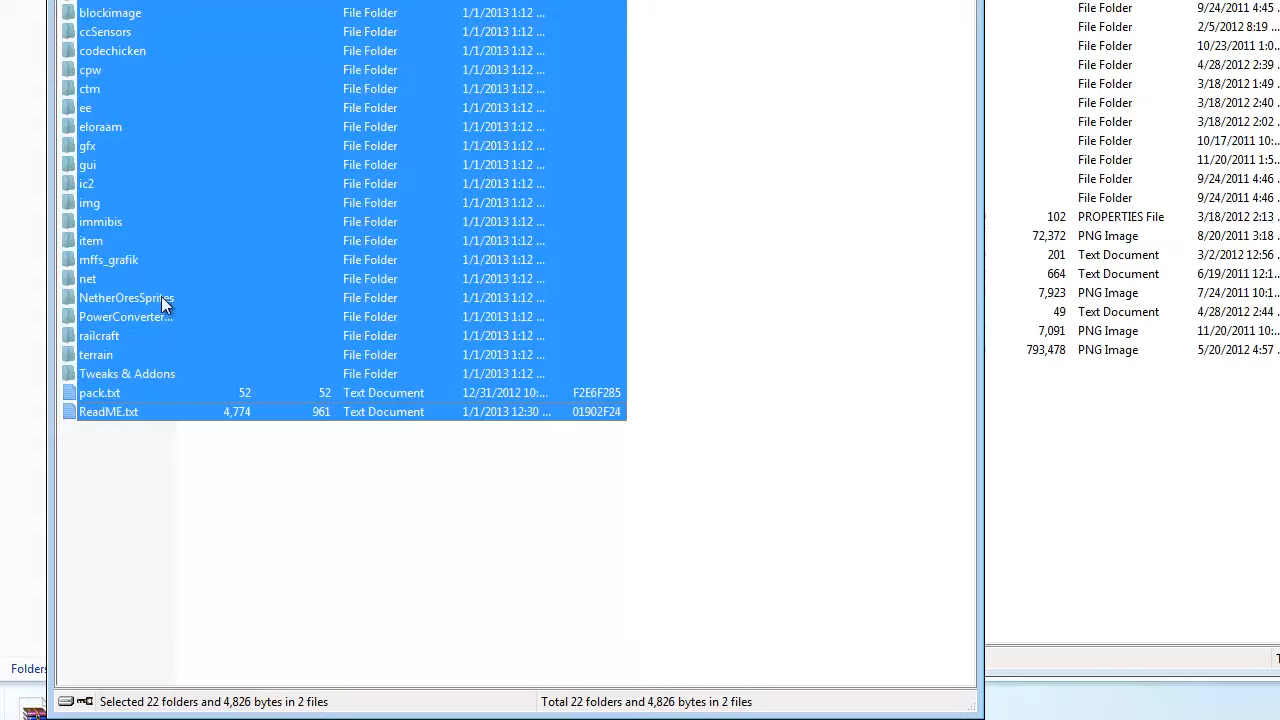 blockimage File Folder 1/1/2013 1:12 ...
ccSensors File Folder 1/1/2013 1:12 ...
codechicken File Folder 1/1/2013 1:12 ...
cpw File Folder 1/1/2013 1:12 ...
ctm File Folder 1/1/2013 1:12 ...
ee File Folder 1/1/2013 1:12 ...
eloraam File Folder 1/1/2013 1:12 ...
gfx File Folder 1/1/2013 1:12 ...
gui File Folder 1/1/2013 1:12 ...
ic2 File Folder 1/1/2013 1:12 ...
img File Folder 1/1/2013 1:12 ...
immibis File Folder 1/1/2013 1:12 ...
item File Folder 1/1/2013 1:12 ...
mffs_grafik File Folder 1/1/2013 1:12 ...
net File Folder 1/1/2013 1:12 ...
NetherOresSprites File Folder 1/1/2013 1:12 ...
PowerConverter... File Folder 1/1/2013 1:12 ...
railcraft File Folder 1/1/2013 1:12 ...
terrain File Folder 1/1/2013 1:12 ...
Tweaks & Addons File Folder 1/1/2013 1:12 ...
pack.txt 52 52 Text Document 12/31/2012 10:... F2E6F285
ReadME.txt 4,774 961 Text Document 1/1/2013 12:30 ... 01902F24
Selected 22 folders and 4,826 bytes in 2 files
Total 22 folders and 4,826 bytes in 2 files
Folders
File Folder 9/24/2011 4:45
File Folder 2/5/2012 8:19 ...
File Folder 10/23/2011 1:0...
File Folder 4/28/2012 2:39
File Folder 3/18/2012 1:49
File Folder 3/18/2012 2:40
File Folder 3/18/2012 2:02
File Folder 10/17/2011 10:...
File Folder 11/20/2011 1:5...
File Folder 9/24/2011 4:46
File Folder 9/24/2011 4:46
102 PROPERTIES File 3/18/2012 2:13
72,372 PNG Image 8/20/2011 3:18
201 Text Document 3/2/2012 12:56
664 Text Document 6/19/2011 12:1
7,923 PNG Image 7/24/2011 10:1
49 Text Document 4/28/2012 2:44
7,091 PNG Image 11/20/2011 10:...
793,478 PNG Image 5/20/2012 4:57